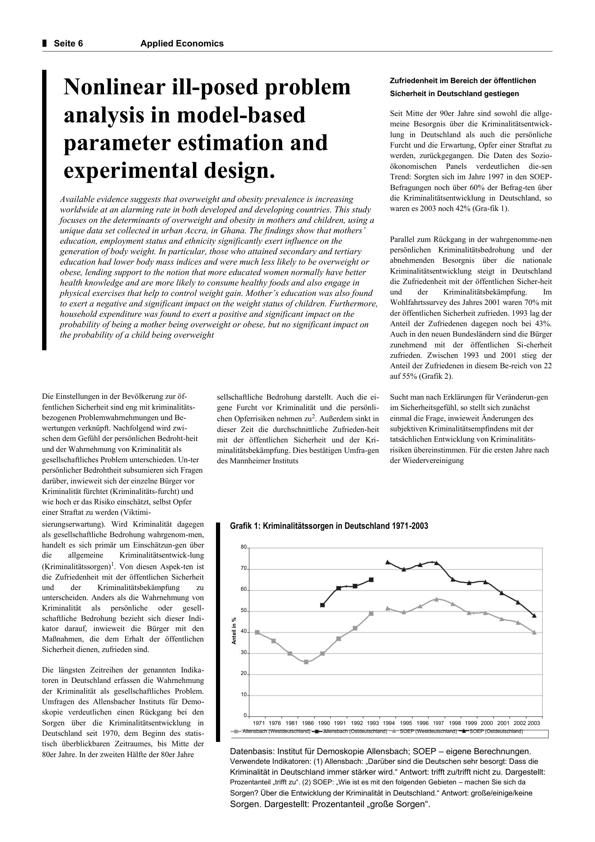 Seite 6 Applied Economics
Nonlinear ill-posed problem
analysis in model-based
parameter estimation and
experimental design.
Available evidence suggests that overweight and obesity prevalence is increasing
worldwide at an alarming rate in both developed and developing countries. This study
focuses on the determinants of overweight and obesity in mothers and children, using a
unique data set collected in urban Accra, in Ghana. The findings show that mothers'
education, employment status and ethnicity significantly exert influence on the
generation of body weight. In particular, those who attained secondary and tertiary
education had lower body mass indices and were much less likely to be overweight or
obese, lending support to the notion that more educated women normally have better
health knowledge and are more likely to consume healthy foods and also engage in
physical exercises that help to control weight gain. Mother´s education was also found
to exert a negative and significant impact on the weight status of children. Furthermore,
household expenditure was found to exert a positive and significant impact on the
probability of being a mother being overweight or obese, but no significant impact on
the probability of a child being overweight
Zufriedenheit im Bereich der öffentlichen
Sicherheit in Deutschland gestiegen
Seit Mitte der 90er Jahre sind sowohl die allge-
meine Besorgnis über die Kriminalitätsentwick-
lung in Deutschland als auch die persönliche
Furcht und die Erwartung, Opfer einer Straftat zu
werden, zurückgegangen. Die Daten des Sozio-
ökonomischen Panels verdeutlichen die-sen
Trend: Sorgten sich im Jahre 1997 in den SOEP-
Befragungen noch über 60% der Befrag-ten über
die Kriminalitätsentwicklung in Deutschland, so
waren es 2003 noch 42% (Gra-fik 1).
Parallel zum Rückgang in der wahrgenomme-nen
persönlichen Kriminalitätsbedrohung und der
abnehmenden Besorgnis über die nationale
Kriminalitätsentwicklung steigt in Deutschland
die Zufriedenheit mit der öffentlichen Sicher-heit
und der Kriminalitätsbekämpfung. Im
Wohlfahrtssurvey des Jahres 2001 waren 70% mit
der öffentlichen Sicherheit zufrieden. 1993 lag der
Anteil der Zufriedenen dagegen noch bei 43%.
Auch in den neuen Bundesländern sind die Bürger
zunehmend mit der öffentlichen Si-cherheit
zufrieden. Zwischen 1993 und 2001 stieg der
Anteil der Zufriedenen in diesem Be-reich von 22
auf 55% (Grafik 2).
Die Einstellungen in der Bevölkerung zur öf-
fentlichen Sicherheit sind eng mit kriminalitäts-
bezogenen Problemwahrnehmungen und Be-
wertungen verknüpft. Nachfolgend wird zwi-
schen dem Gefühl der persönlichen Bedroht-heit
und der Wahrnehmung von Kriminalität als
gesellschaftliches Problem unterschieden. Un-ter
persönlicher Bedrohtheit subsumieren sich Fragen
darüber, inwieweit sich der einzelne Bürger vor
Kriminalität fürchtet (Kriminalitäts-furcht) und
wie hoch er das Risiko einschätzt, selbst Opfer
einer Straftat zu werden (Viktimi-
sierungserwartung). Wird Kriminalität dagegen
als gesellschaftliche Bedrohung wahrgenom-men,
handelt es sich primär um Einschätzun-gen über
die allgemeine Kriminalitätsentwick-lung
(Kriminalitätssorgen)1. Von diesen Aspek-ten ist
die Zufriedenheit mit der öffentlichen Sicherheit
und der Kriminalitätsbekämpfung zu
unterscheiden. Anders als die Wahrnehmung von
Kriminalität als persönliche oder gesell-
schaftliche Bedrohung bezieht sich dieser Indi-
kator darauf, inwieweit die Bürger mit den
Maßnahmen, die dem Erhalt der öffentlichen
Sicherheit dienen, zufrieden sind.
Die längsten Zeitreihen der genannten Indika-
toren in Deutschland erfassen die Wahrnehmung
der Kriminalität als gesellschaftliches Problem.
Umfragen des Allensbacher Instituts für Demo-
skopie verdeutlichen einen Rückgang bei den
Sorgen über die Kriminalitätsentwicklung in
Deutschland seit 1970, dem Beginn des statis-
tisch überblickbaren Zeitraumes, bis Mitte der
80er Jahre. In der zweiten Hälfte der 80er Jahre
sellschaftliche Bedrohung darstellt. Auch die ei-
gene Furcht vor Kriminalität und die persönli-
chen Opferrisiken nehmen zu2. Außerdem sinkt in
dieser Zeit die durchschnittliche Zufrieden-heit
mit der öffentlichen Sicherheit und der Kri-
minalitätsbekämpfung. Dies bestätigen Umfra-gen
des Mannheimer Instituts
Sucht man nach Erklärungen für Veränderun-gen
im Sicherheitsgefühl, so stellt sich zunächst
einmal die Frage, inwieweit Änderungen des
subjektiven Kriminalitätsempfindens mit der
tatsächlichen Entwicklung von Kriminalitäts-
risiken übereinstimmen. Für die ersten Jahre nach
der Wiedervereinigung
Grafik 1: Kriminalitätssorgen in Deutschland 1971-2003
Anteil in %
80
70
60
50
40
30
20
10
0
1971 1976 1981 1986 1990 1991 1992 1993 1994 1995 1996 1997 1998 1999 2000 2001 2002 2003
Allensbach (Westdeutschland) Allensbach (Ostdeutschland) SOEP (Westdeutschland) SOEP (Ostdeutschland)
Datenbasis: Institut für Demoskopie Allensbach; SOEP – eigene Berechnungen.
Verwendete Indikatoren: (1) Allensbach: „Darüber sind die Deutschen sehr besorgt: Dass die
Kriminalität in Deutschland immer stärker wird.“ Antwort: trifft zu/trifft nicht zu. Dargestellt:
Prozentanteil „trifft zu“. (2) SOEP: „Wie ist es mit den folgenden Gebieten – machen Sie sich da
Sorgen? Über die Entwicklung der Kriminalität in Deutschland.“ Antwort: große/einige/keine
Sorgen. Dargestellt: Prozentanteil „große Sorgen“.